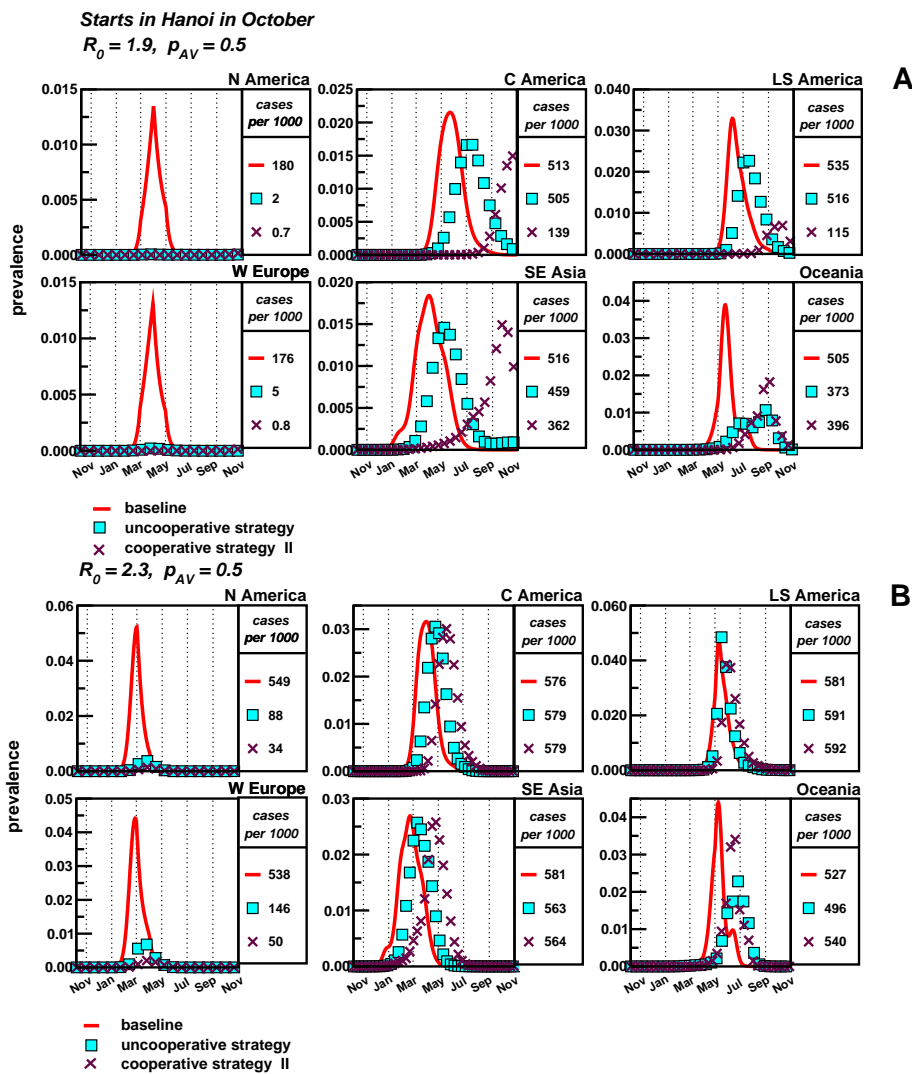 Starts in Hanoi in October
R0 = 1.9, pAV = 0.5
A
N America
C America
LS America
0.015
0.010
0.005
0.000
cases
per 1000
180
2
0.7
0.025
0.020
0.015
0.010
0.005
0.000
cases
per 1000
513
505
139
0.040
0.030
0.020
0.010
0.000
cases
per 1000
535
516
115
prevalence
W Europe
SE Asia
Oceania
0.015
0.010
0.005
0.000
cases
per 1000
176
5
0.8
0.020
0.015
0.010
0.005
0.000
cases
per 1000
516
459
362
0.04
0.03
0.02
0.01
0.00
cases
per 1000
505
373
396
Nov Jan Mar May Jul Sep Nov
Nov Jan Mar May Jul Sep Nov
Nov Jan Mar May Jul Sep Nov
baseline
uncooperative strategy
cooperative strategy II
R0 = 2.3, pAV = 0.5
B
N America
C America
LS America
0.06
0.04
0.02
0.00
cases
per 1000
549
88
34
0.03
0.02
0.01
0.00
cases
per 1000
576
579
579
0.060
0.040
0.020
0.000
cases
per 1000
581
591
592
prevalence
W Europe
SE Asia
Oceania
0.05
0.04
0.03
0.02
0.01
0.00
cases
per 1000
538
146
50
0.03
0.02
0.01
0.00
cases
per 1000
581
563
564
0.04
0.03
0.02
0.01
0.00
cases
per 1000
527
496
540
Nov Jan Mar May Jul Sep Nov
Nov Jan Mar May Jul Sep Nov
Nov Jan Mar May Jul Sep Nov
baseline
uncooperative strategy
cooperative strategy II